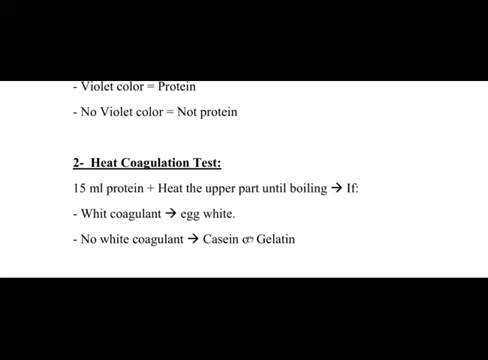 - Violet color = Protein
- No Violet color = Not protein
2- Heat Coagulation Test:
15 ml protein + Heat the upper part until boiling → If:
- Whit coagulant → egg white.
- No white coagulant → Casein or Gelatin